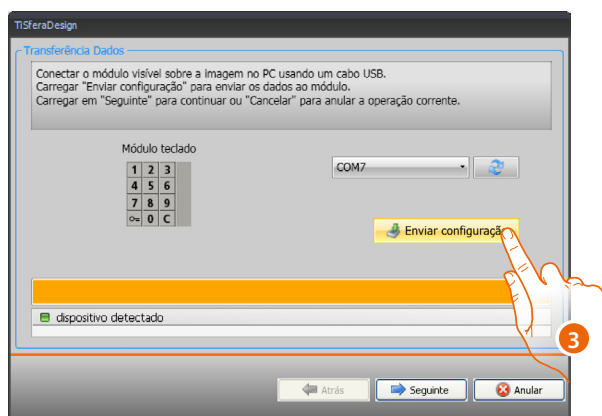 TiSferaDesign
Transferência Dados
Conectar o módulo visível sobre a imagem no PC usando um cabo USB.
Carregar "Enviar configuração" para enviar os dados ao módulo.
Carregar em "Seguinte" para continuar ou "Cancelar" para anular a operação corrente.
Módulo teclado
1 2 3
4 5 6
7 8 9
0 C
COM7
Enviar configuração
dispositivo detectado
3
Atrás
Seguinte
Anular